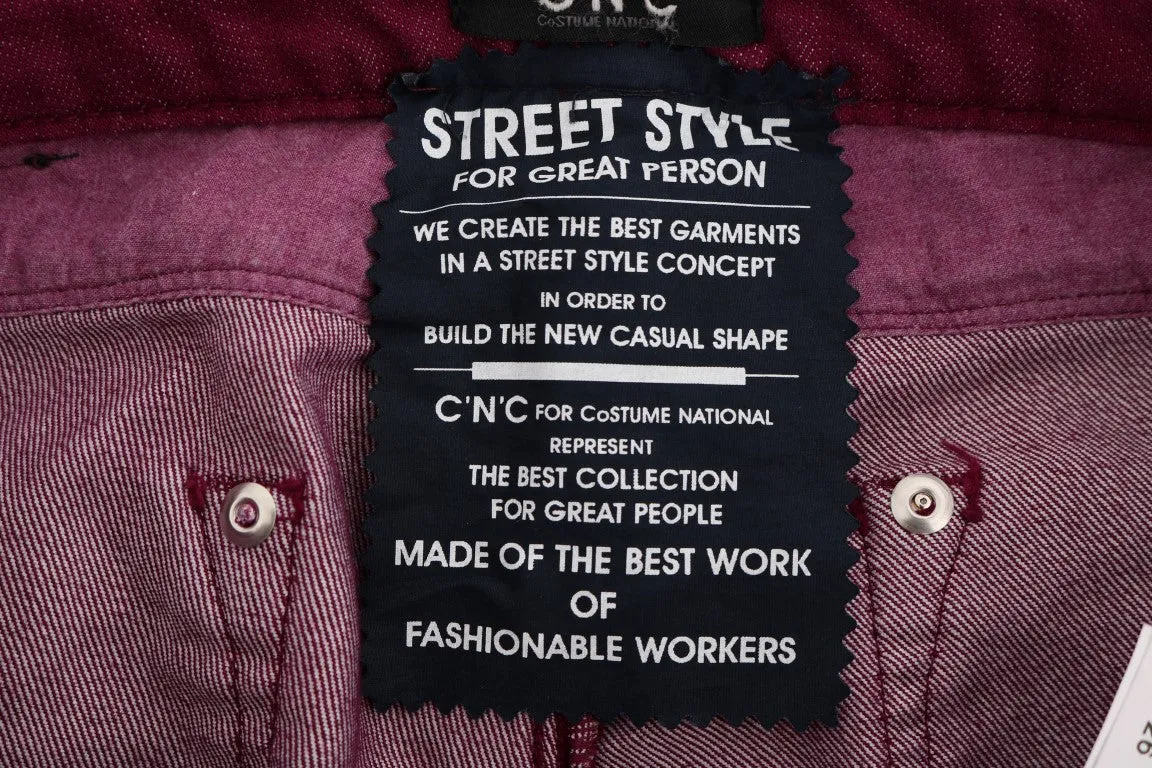 C'N'C
CoSTUME NATIONAL
STREET STYLE
FOR GREAT PERSON
WE CREATE THE BEST GARMENTS
IN A STREET STYLE CONCEPT
IN ORDER TO
BUILD THE NEW CASUAL SHAPE
C'N'C FOR CoSTUME NATIONAL
REPRESENT
THE BEST COLLECTION
FOR GREAT PEOPLE
MADE OF THE BEST WORK
OF
FASHIONABLE WORKERS